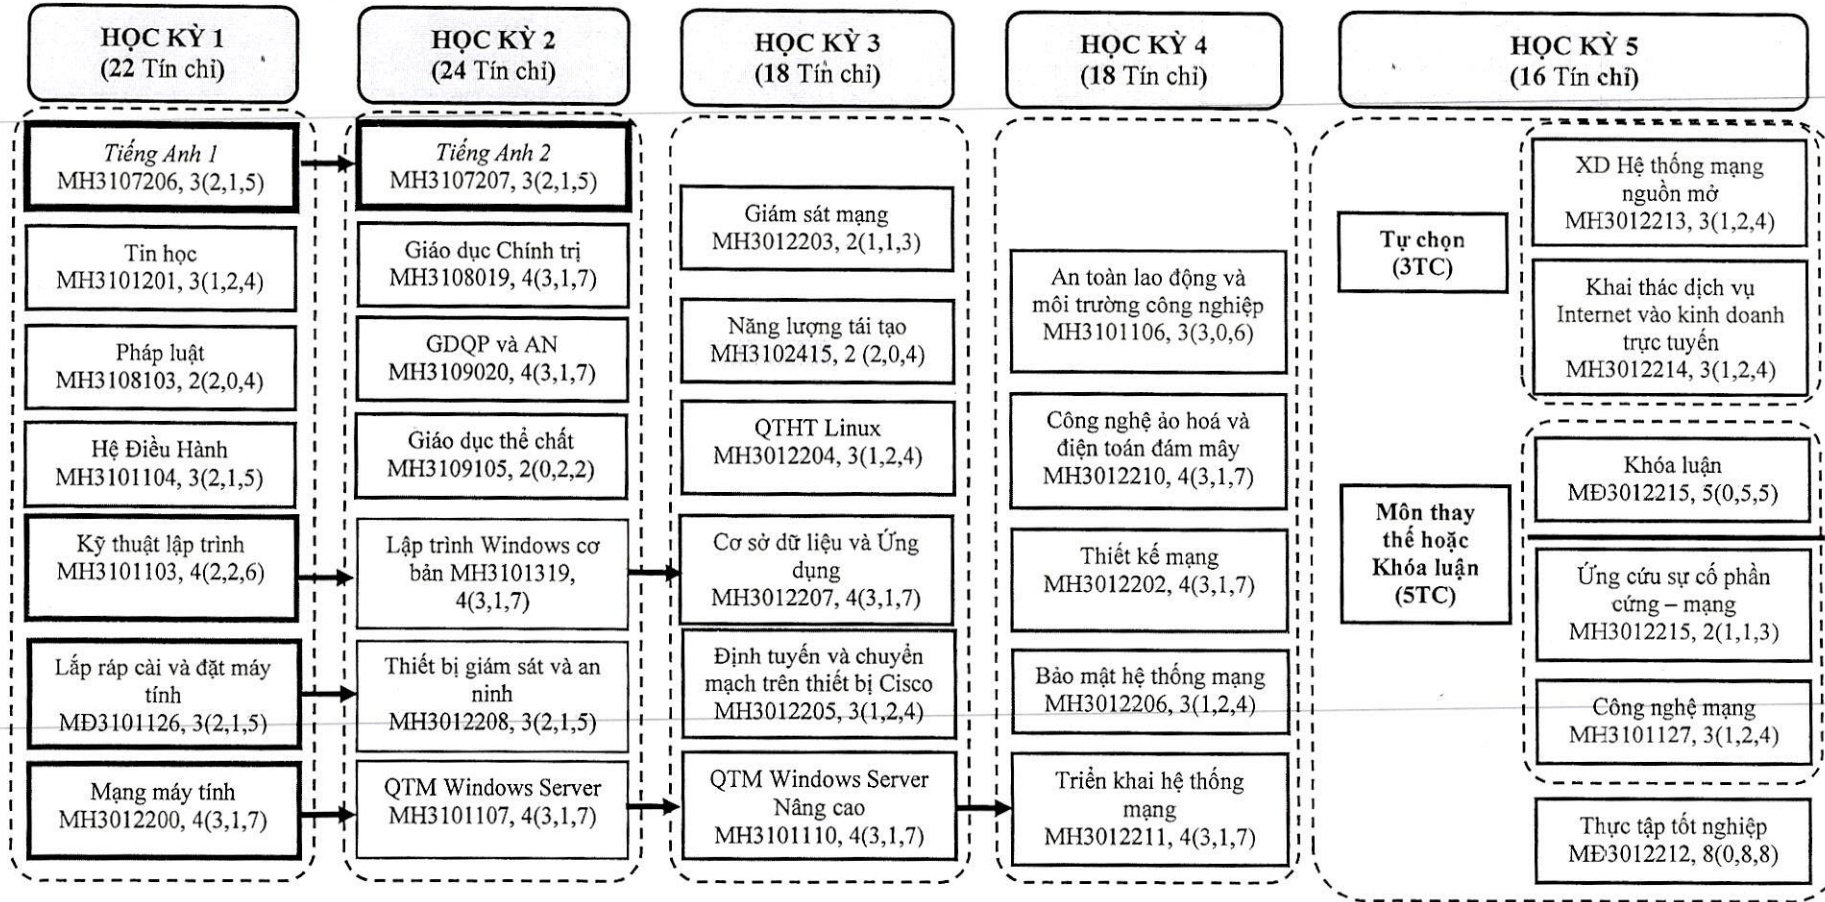 HỌC KỲ 1
(22 Tín chỉ)
Tiếng Anh 1
MH3107206, 3(2,1,5)
Tin học
MH3101201, 3(1,2,4)
Pháp luật
MH3108103, 2(2,0,4)
Hệ Điều Hành
MH3101104, 3(2,1,5)
Kỹ thuật lập trình
MH3101103, 4(2,2,6)
Lắp ráp cài và đặt máy
tính
MĐ3101126, 3(2,1,5)
Mạng máy tính
MH3012200, 4(3,1,7)
HỌC KỲ 2
(24 Tín chỉ)
Tiếng Anh 2
MH3107207, 3(2,1,5)
Giáo dục Chính trị
MH3108019, 4(3,1,7)
GDQP và AN
MH3109020, 4(3,1,7)
Giáo dục thể chất
MH3109105, 2(0,2,2)
Lập trình Windows cơ
bản MH3101319,
4(3,1,7)
Thiết bị giám sát và an
ninh
MH3012208, 3(2,1,5)
QTM Windows Server
MH3101107, 4(3,1,7)
HỌC KỲ 3
(18 Tín chỉ)
Giám sát mạng
MH3012203, 2(1,1,3)
Năng lượng tái tạo
MH3102415, 2 (2,0,4)
QTHT Linux
MH3012204, 3(1,2,4)
Cơ sở dữ liệu và Ứng
dụng
MH3012207, 4(3,1,7)
Định tuyến và chuyển
mạch trên thiết bị Cisco
MH3012205, 3(1,2,4)
QTM Windows Server
Nâng cao
MH3101110, 4(3,1,7)
HỌC KỲ 4
(18 Tín chỉ)
An toàn lao động và
môi trường công nghiệp
MH3101106, 3(3,0,6)
Công nghệ ảo hoá và
điện toán đám mây
MH3012210, 4(3,1,7)
Thiết kế mạng
MH3012202, 4(3,1,7)
Bảo mật hệ thống mạng
MH3012206, 3(1,2,4)
Triển khai hệ thống
mạng
MH3012211, 4(3,1,7)
HỌC KỲ 5
(16 Tín chỉ)
Tự chọn
(3TC)
XD Hệ thống mạng
nguồn mở
MH3012213, 3(1,2,4)
Khai thác dịch vụ
Internet vào kinh doanh
trực tuyến
MH3012214, 3(1,2,4)
Môn thay
thế hoặc
Khóa luận
(5TC)
Khóa luận
MĐ3012215, 5(0,5,5)
Ứng cứu sự cố phần
cứng – mạng
MH3012215, 2(1,1,3)
Công nghệ mạng
MH3101127, 3(1,2,4)
Thực tập tốt nghiệp
MĐ3012212, 8(0,8,8)